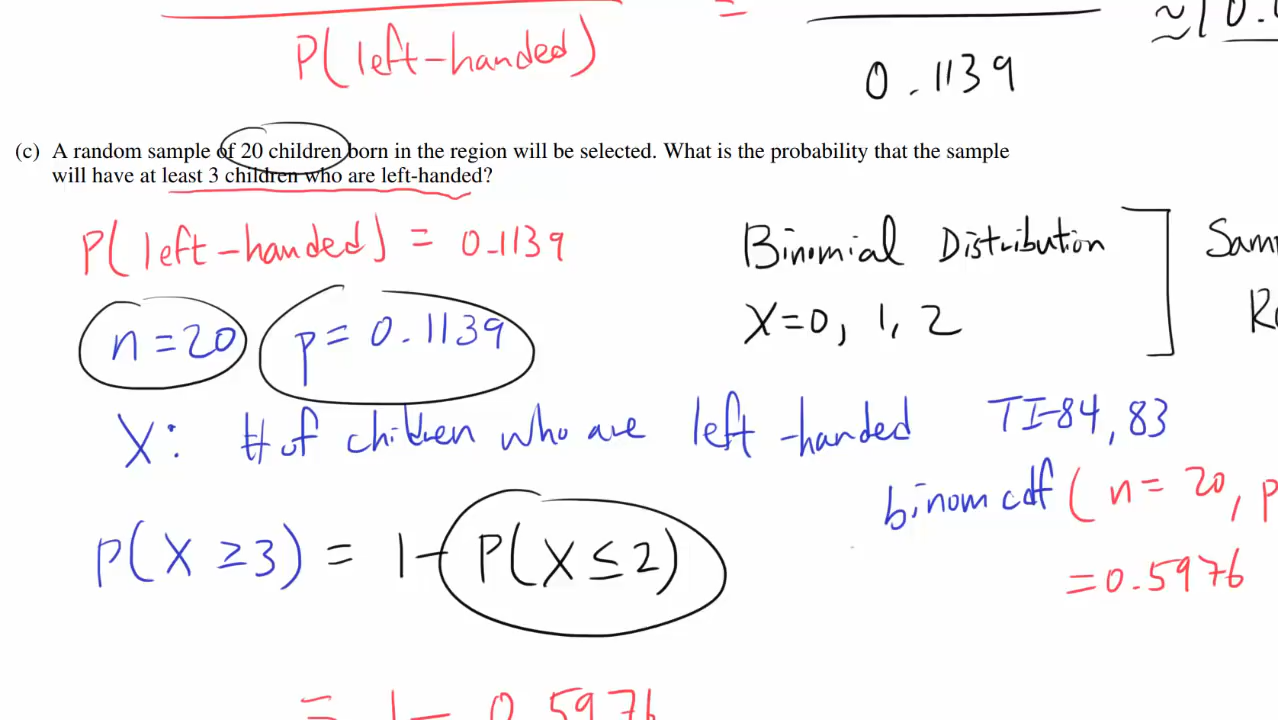 P(left-handed) =
0.1139
≈
(c) A random sample of 20 children born in the region will be selected. What is the probability that the sample
will have at least 3 children who are left-handed?
P(left-handed) = 0.1139
n=20 p= 0.1139
Binomial Distribution
X=0, 1, 2
X: # of children who are left-handed
TI-84, 83
binomcdf(n= 20, p
=0.5976
P(X ≥3) = 1- P(X ≤ 2)
= 1- 0.5976